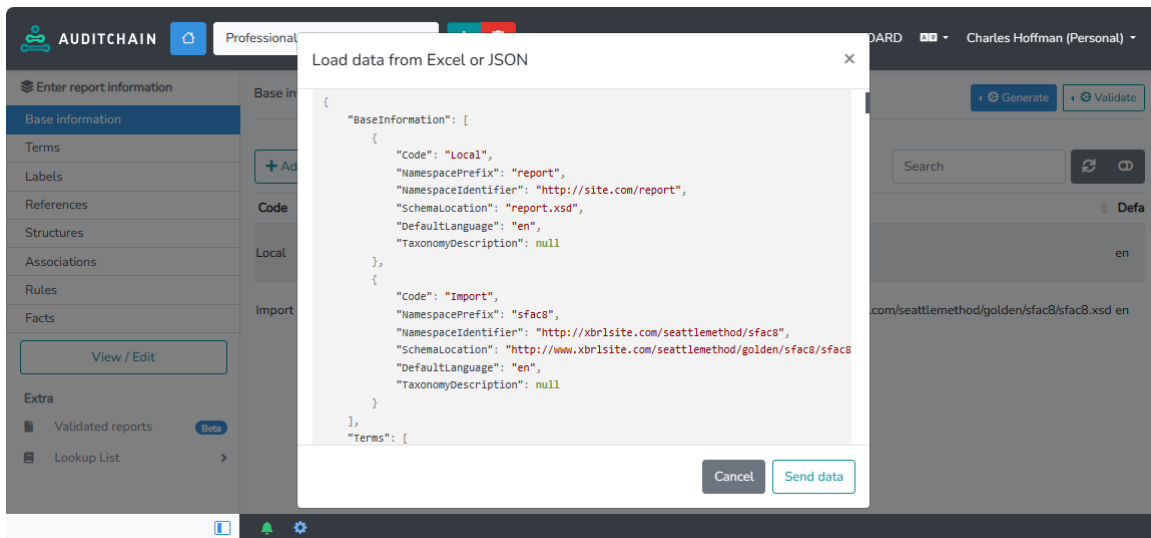 AUDITCHAIN
Professional
DARD
Charles Hoffman (Personal)
Load data from Excel or JSON
×
Enter report information
Base information
Terms
Labels
References
Structures
Associations
Rules
Facts
View / Edit
Extra
Validated reports Beta
Lookup List
Base in
Generate
Validate
+ Ad
Search
Code
Defa
Local
en
Import
.com/seattlemethod/golden/sfac8/sfac8.xsd en
{
"BaseInformation": [
{
"Code": "Local",
"NamespacePrefix": "report",
"NamespaceIdentifier": "http://site.com/report",
"SchemaLocation": "report.xsd",
"DefaultLanguage": "en",
"TaxonomyDescription": null
},
{
"Code": "Import",
"NamespacePrefix": "sfac8",
"NamespaceIdentifier": "http://xbrlsite.com/seattlemethod/sfac8",
"SchemaLocation": "http://www.xbrlsite.com/seattlemethod/golden/sfac8/sfac8
"DefaultLanguage": "en",
"TaxonomyDescription": null
}
],
"Terms": [
Cancel
Send data